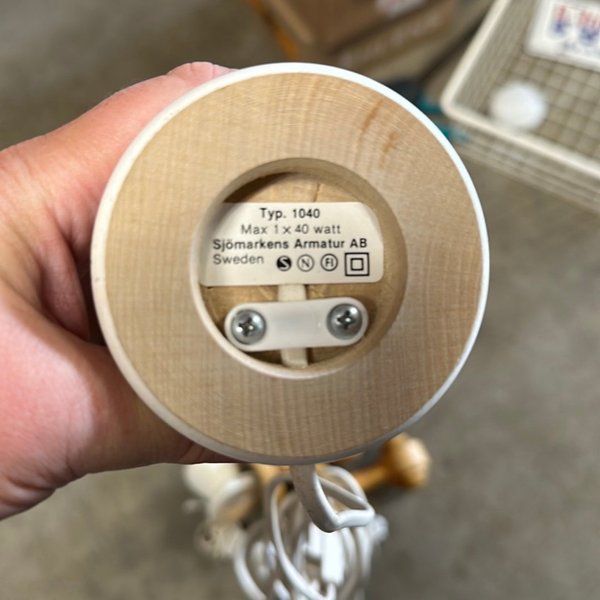 Typ. 1040
Max 1 x 40 watt
Sjömarkens Armatur AB
Sweden S N FI